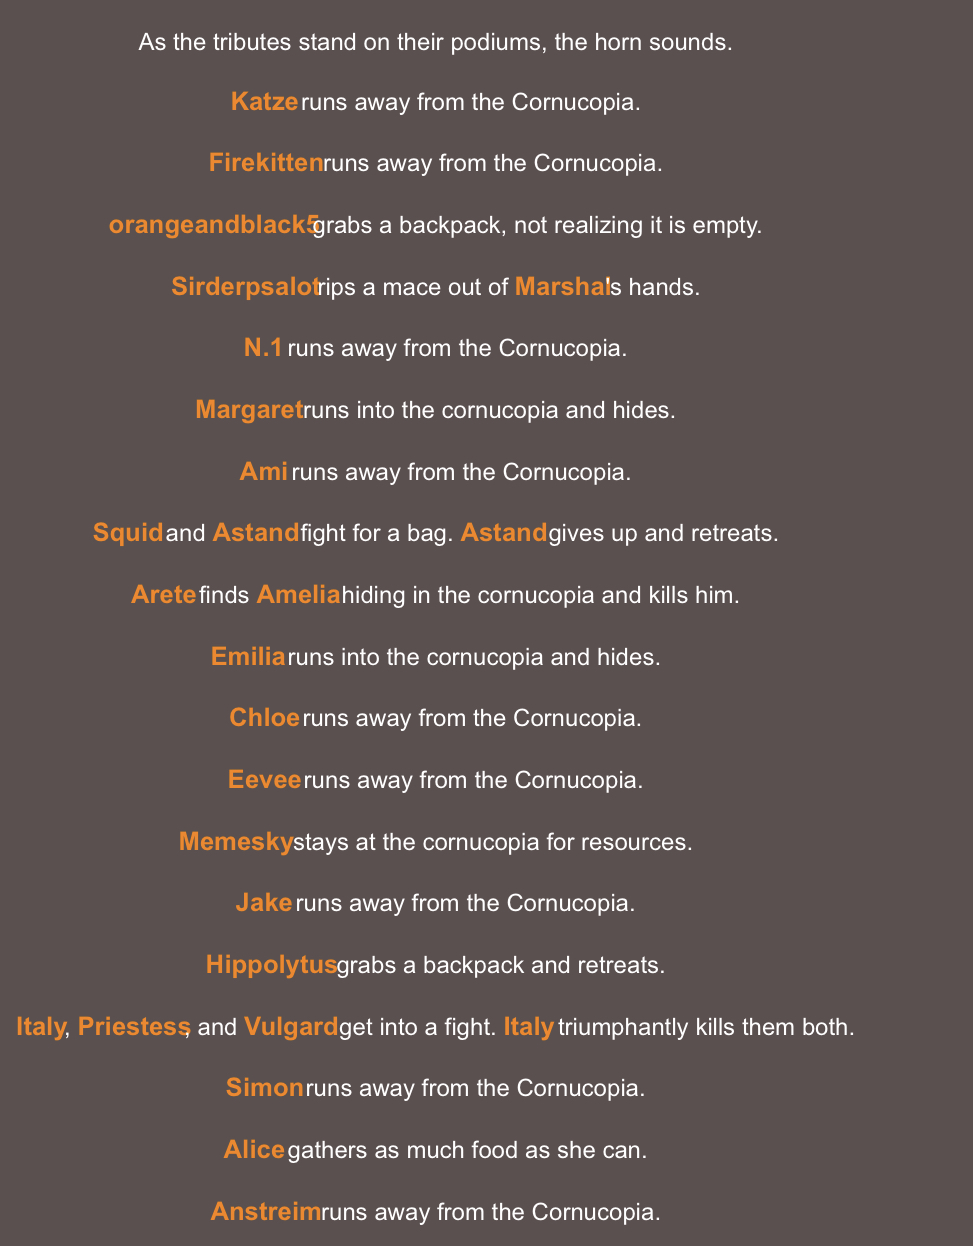 As the tributes stand on their podiums, the horn sounds.
Katze runs away from the Cornucopia.
Firekitten runs away from the Cornucopia.
orangeandblack5 grabs a backpack, not realizing it is empty.
Sirderpsalot rips a mace out of Marshal's hands.
N.1 runs away from the Cornucopia.
Margaret runs into the cornucopia and hides.
Ami runs away from the Cornucopia.
Squid and Astand fight for a bag. Astand gives up and retreats.
Arete finds Amelia hiding in the cornucopia and kills him.
Emilia runs into the cornucopia and hides.
Chloe runs away from the Cornucopia.
Eevee runs away from the Cornucopia.
Memesky stays at the cornucopia for resources.
Jake runs away from the Cornucopia.
Hippolytus grabs a backpack and retreats.
Italy, Priestess, and Vulgard get into a fight. Italy triumphantly kills them both.
Simon runs away from the Cornucopia.
Alice gathers as much food as she can.
Anstreim runs away from the Cornucopia.